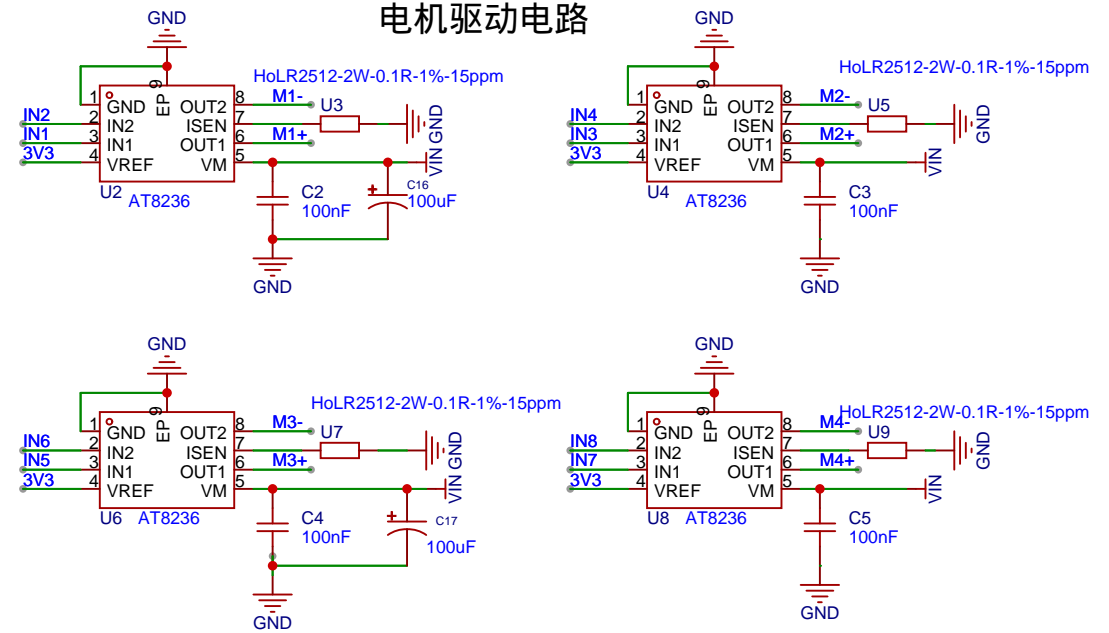 电机驱动电路
GND
HoLR2512-2W-0.1R-1%-15ppm
1 GND
EP 9
OUT2 8 M1-
U3
IN2 2 IN2
ISEN 7
GND
IN1 3 IN1
OUT1 6 M1+
3V3 4 VREF
VM 5
VIN
U2 AT8236
C2
100nF
C16
100uF
GND
GND
HoLR2512-2W-0.1R-1%-15ppm
1 GND
EP 9
OUT2 8 M2-
U5
IN4 2 IN2
ISEN 7
GND
IN3 3 IN1
OUT1 6 M2+
3V3 4 VREF
VM 5
VIN
U4 AT8236
C3
100nF
GND
GND
HoLR2512-2W-0.1R-1%-15ppm
1 GND
EP 9
OUT2 8 M3-
U7
IN6 2 IN2
ISEN 7
GND
IN5 3 IN1
OUT1 6 M3+
3V3 4 VREF
VM 5
VIN
U6 AT8236
C4
100nF
C17
100uF
GND
GND
HoLR2512-2W-0.1R-1%-15ppm
1 GND
EP 9
OUT2 8 M4-
U9
IN8 2 IN2
ISEN 7
GND
IN7 3 IN1
OUT1 6 M4+
3V3 4 VREF
VM 5
VIN
U8 AT8236
C5
100nF
GND